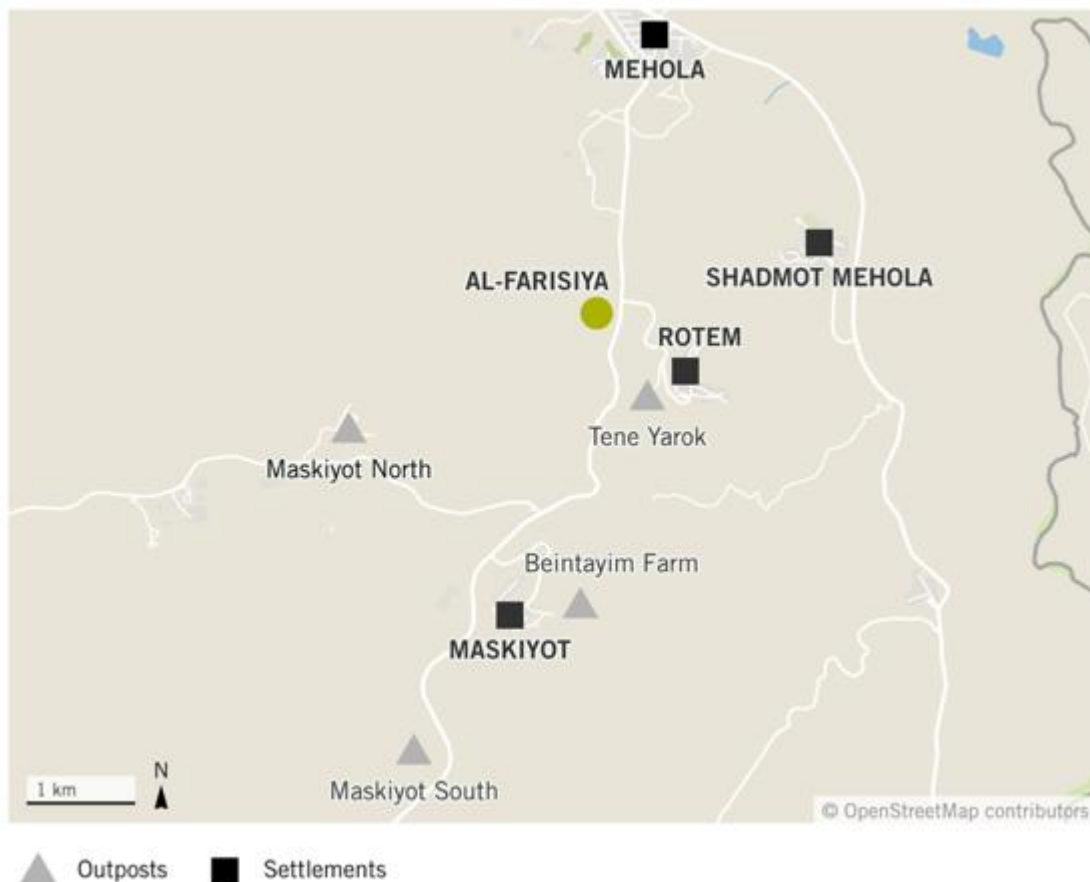 MEHOLA
SHADMOT MEHOLA
AL-FARISIYA
ROTEM
Tene Yarok
Maskiyot North
Beintayim Farm
MASKIYOT
Maskiyot South
1 km
N
© OpenStreetMap contributors
Outposts
Settlements